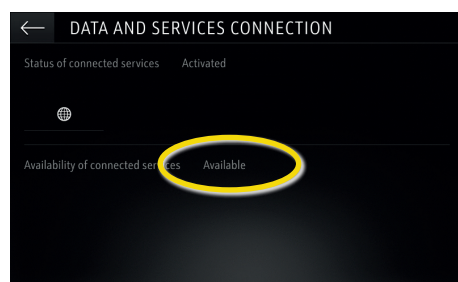 DATA AND SERVICES CONNECTION
Status of connected services Activated
Availability of connected services Available